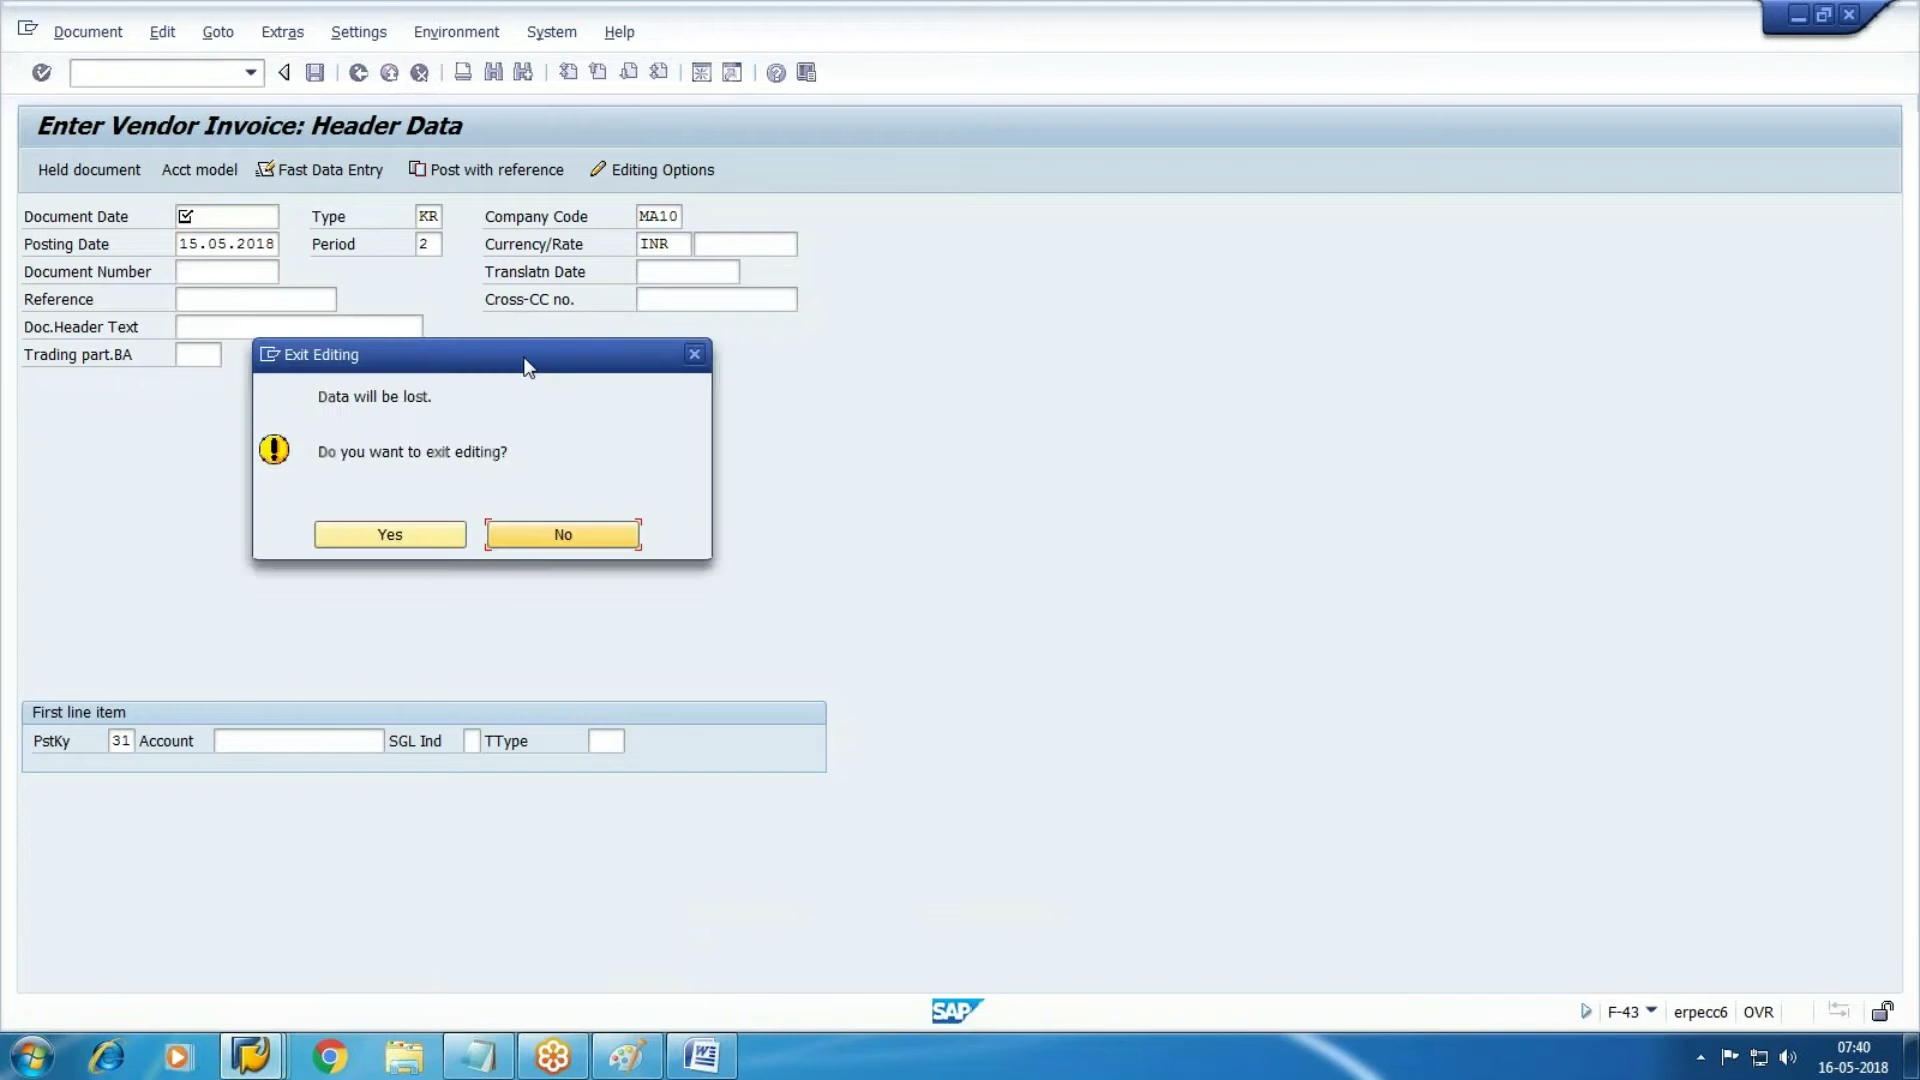 Document Edit Goto Extras Settings Environment System Help
Enter Vendor Invoice: Header Data
Held document Acct model Fast Data Entry Post with reference Editing Options
Document Date Type KR Company Code MA10
Posting Date 15.05.2018 Period 2 Currency/Rate INR
Document Number Translatn Date
Reference Cross-CC no.
Doc.Header Text
Trading part.BA
Exit Editing
Data will be lost.
Do you want to exit editing?
Yes No
First line item
PstKy 31 Account SGL Ind TType
SAP
F-43 erpecc6 OVR
07:40
16-05-2018